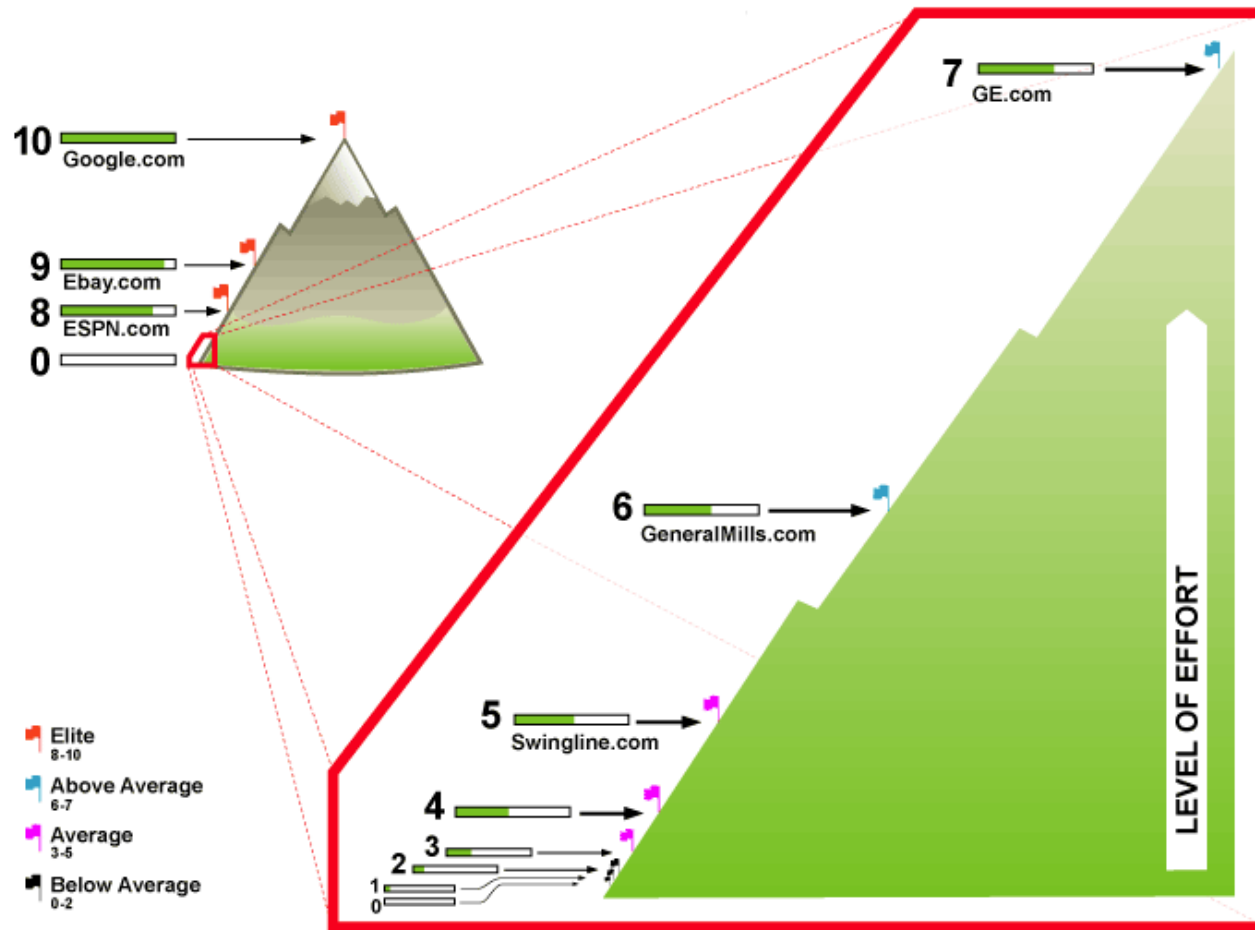 10
Google.com
9
Ebay.com
8
ESPN.com
0
7
GE.com
6
GeneralMills.com
5
Swingline.com
4
3
2
1
0
LEVEL OF EFFORT
Elite
8-10
Above Average
6-7
Average
3-5
Below Average
0-2